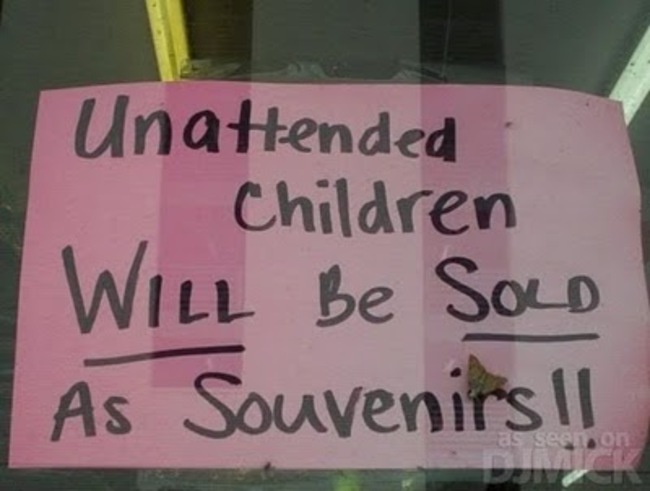 Unattended
Children
WILL Be SOLD
As Souvenirs!!
as seen on
DJMICK